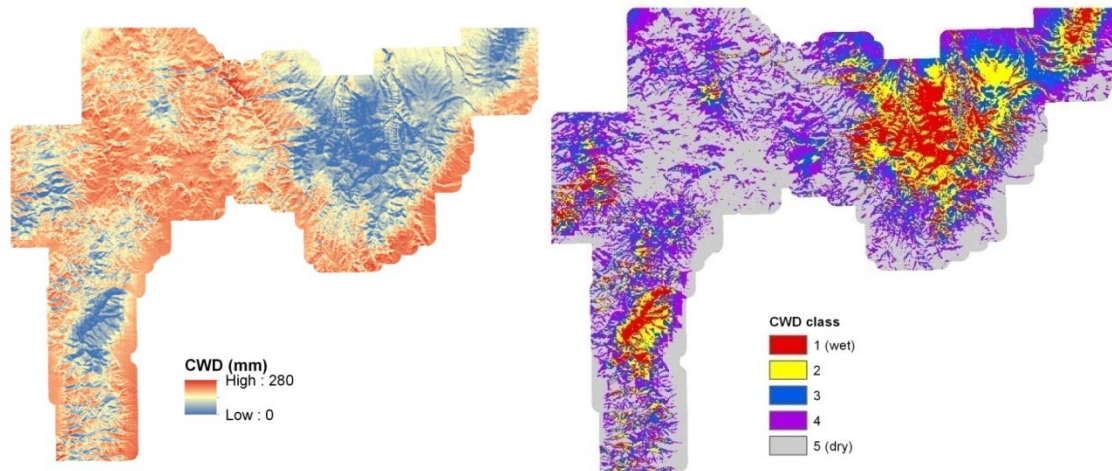 CWD (mm)
High : 280
Low : 0
CWD class
1 (wet)
2
3
4
5 (dry)